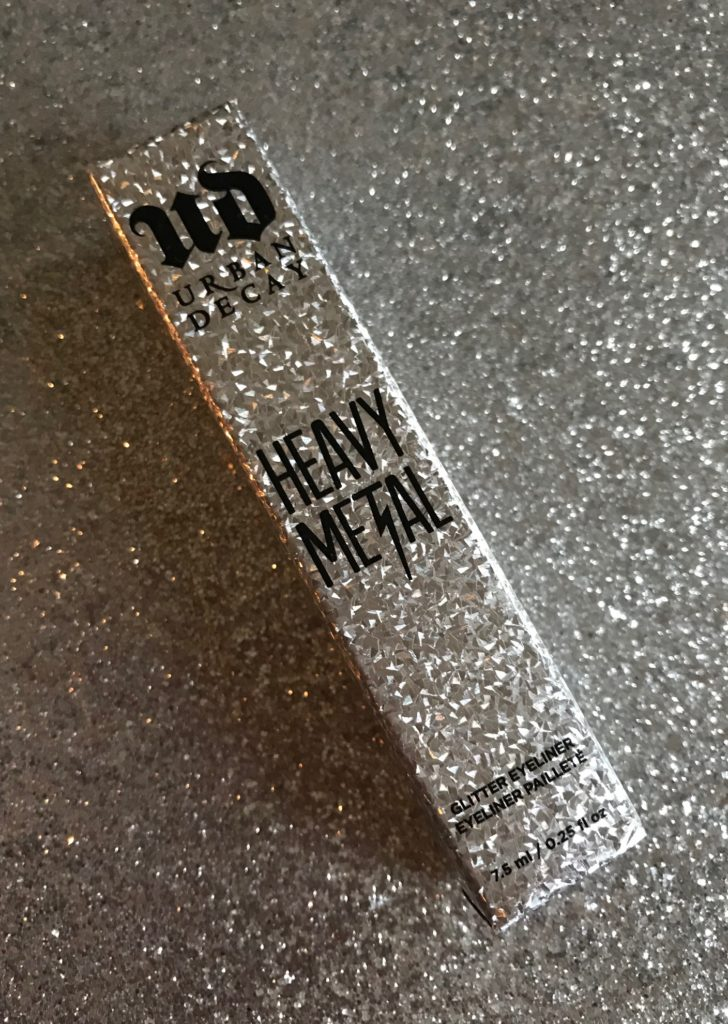 UD
URBAN
DECAY
HEAVY
METAL
GLITTER EYELINER
EYELINER PAILLETÉ
7.5 ml / 0.25 fl oz